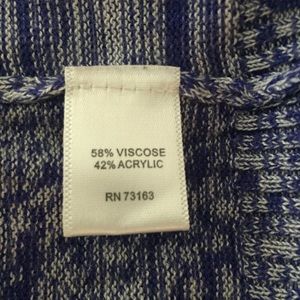 58% VISCOSE
42% ACRYLIC
RN 73163